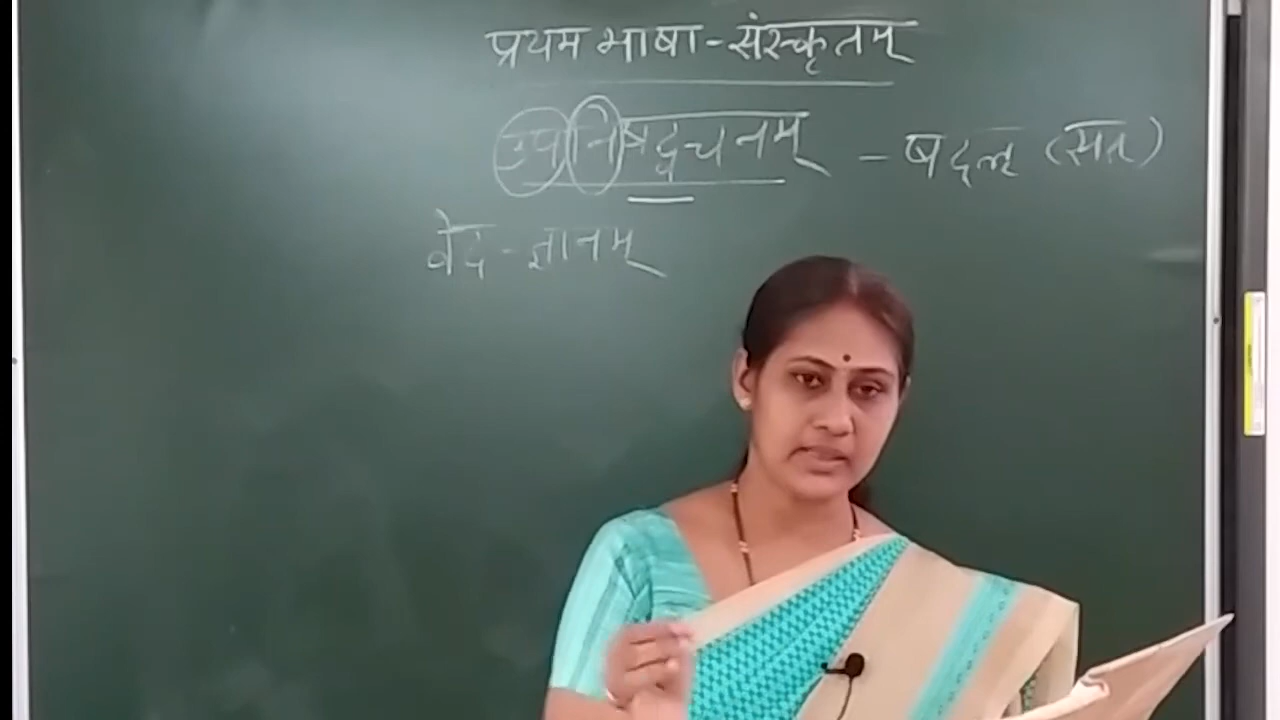 प्रथम भाषा - संस्कृतम्
उपनिषद्वचनम् - षद्लृ (सत्)
वेद - ज्ञानम्